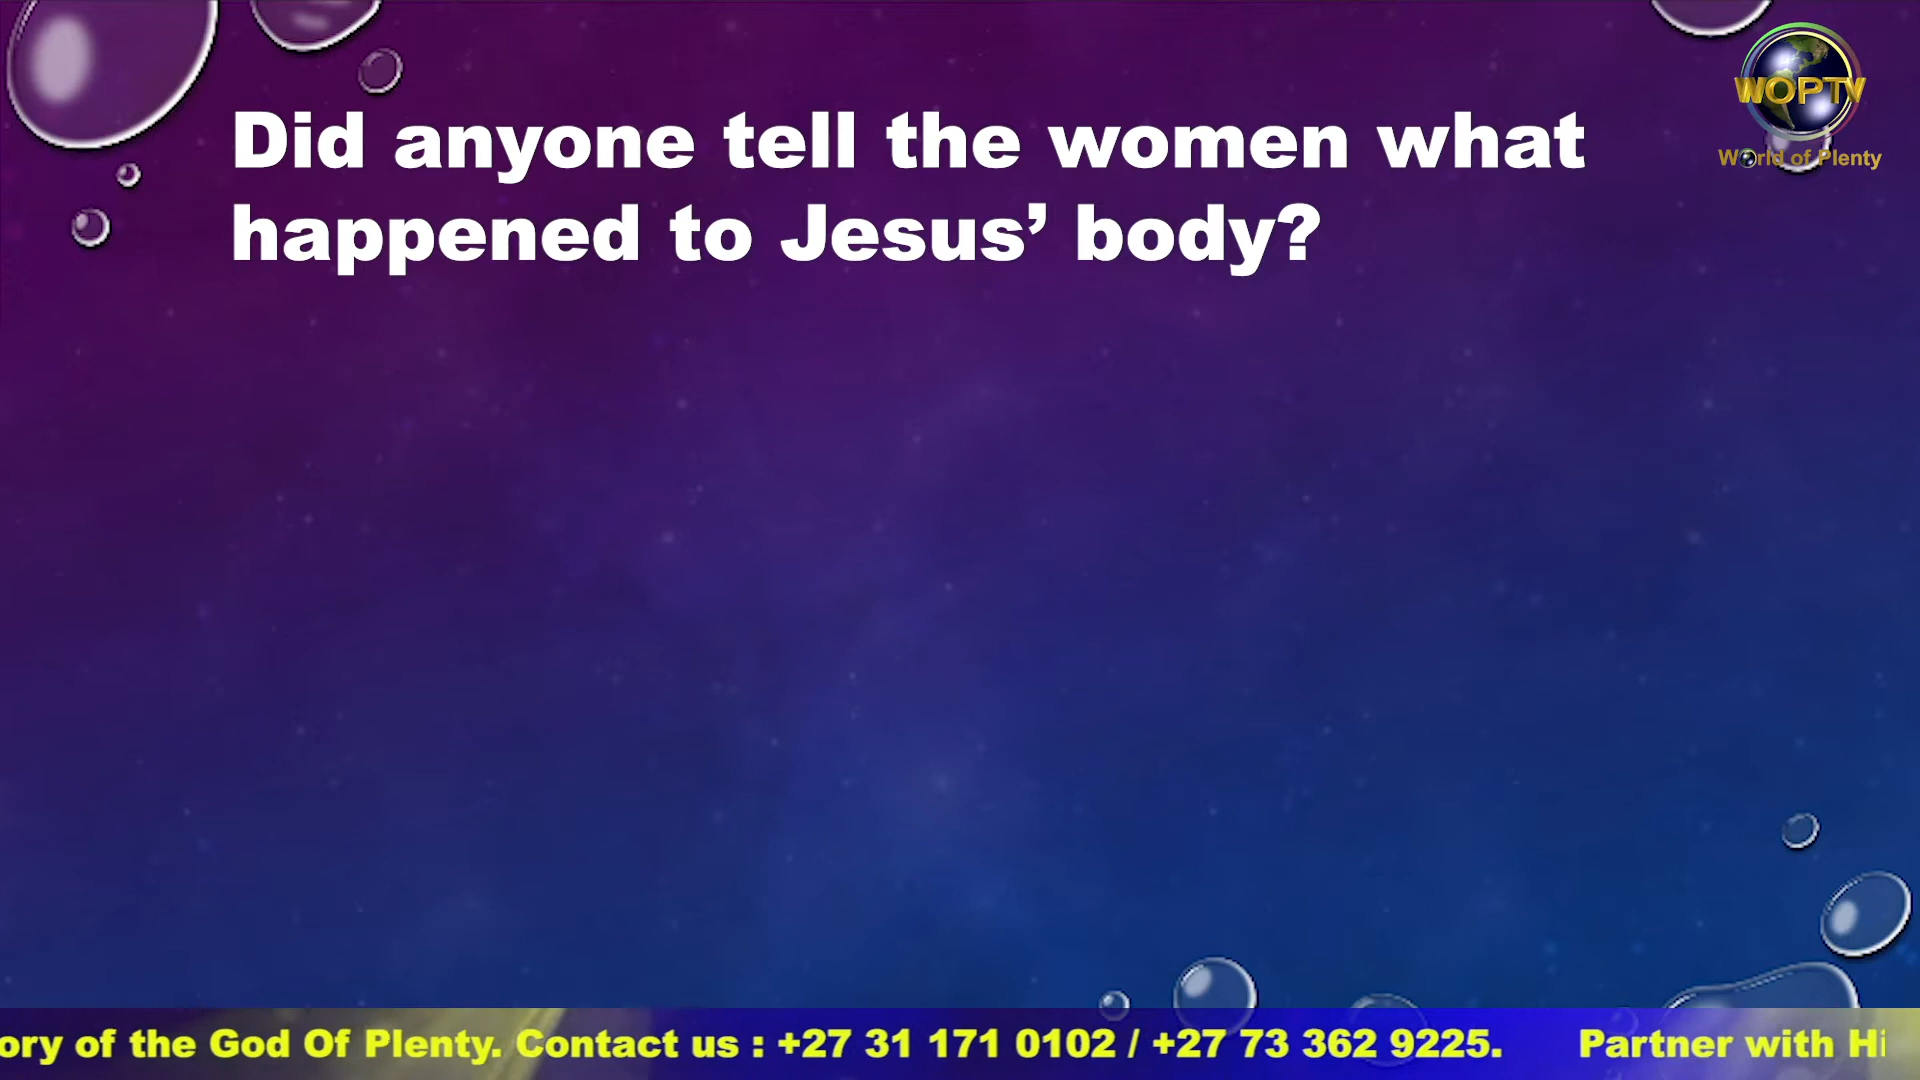 Did anyone tell the women what
happened to Jesus’ body?
WOPTV
World of Plenty
ory of the God Of Plenty. Contact us : +27 31 171 0102 / +27 73 362 9225. Partner with Hi